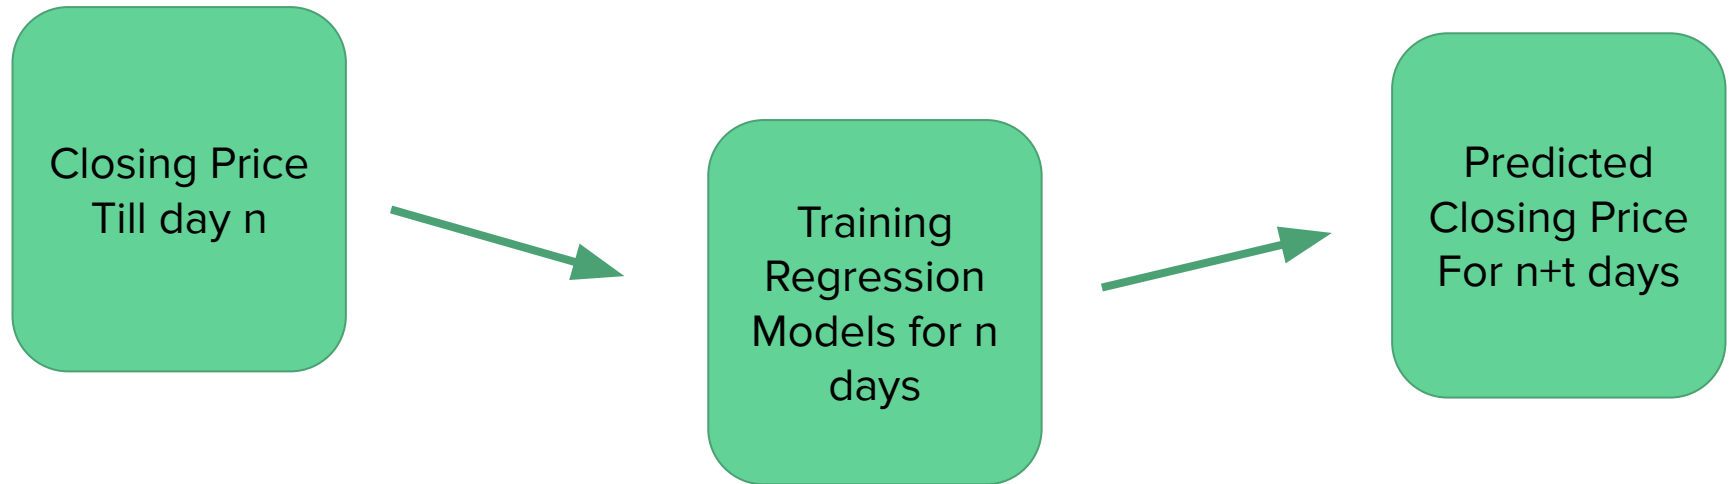 Closing Price
Till day n
Training
Regression
Models for n
days
Predicted
Closing Price
For n+t days